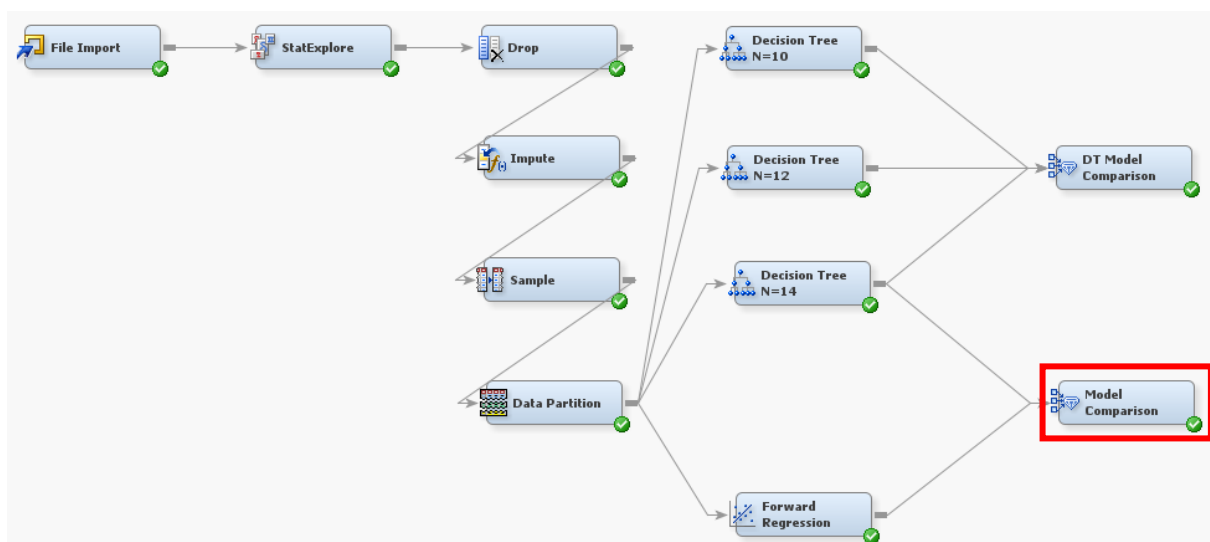 File Import
StatExplore
Drop
Decision Tree
N=10
Impute
Decision Tree
N=12
DT Model
Comparison
Sample
Decision Tree
N=14
Data Partition
Model
Comparison
Forward
Regression